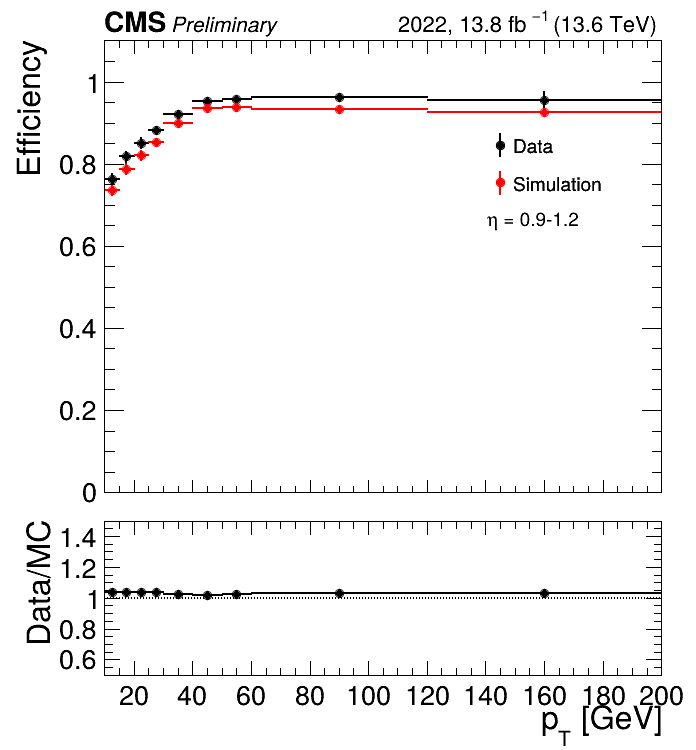 CMS Preliminary 2022, 13.8 fb⁻¹ (13.6 TeV)
Efficiency
1
0.8
0.6
0.4
0.2
0
Data
Simulation
η = 0.9-1.2
Data/MC
1.4
1.2
1
0.8
0.6
20 40 60 80 100 120 140 160 180 200
p_T [GeV]